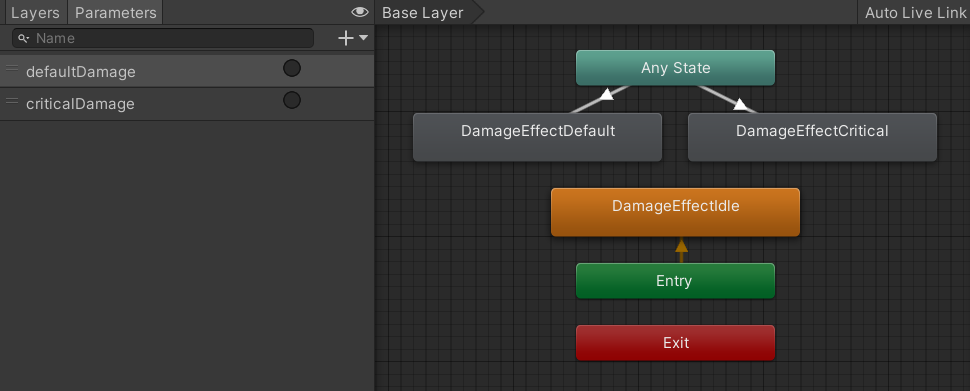 Layers Parameters
Name
defaultDamage
criticalDamage
Base Layer
Auto Live Link
Any State
DamageEffectDefault
DamageEffectCritical
DamageEffectIdle
Entry
Exit